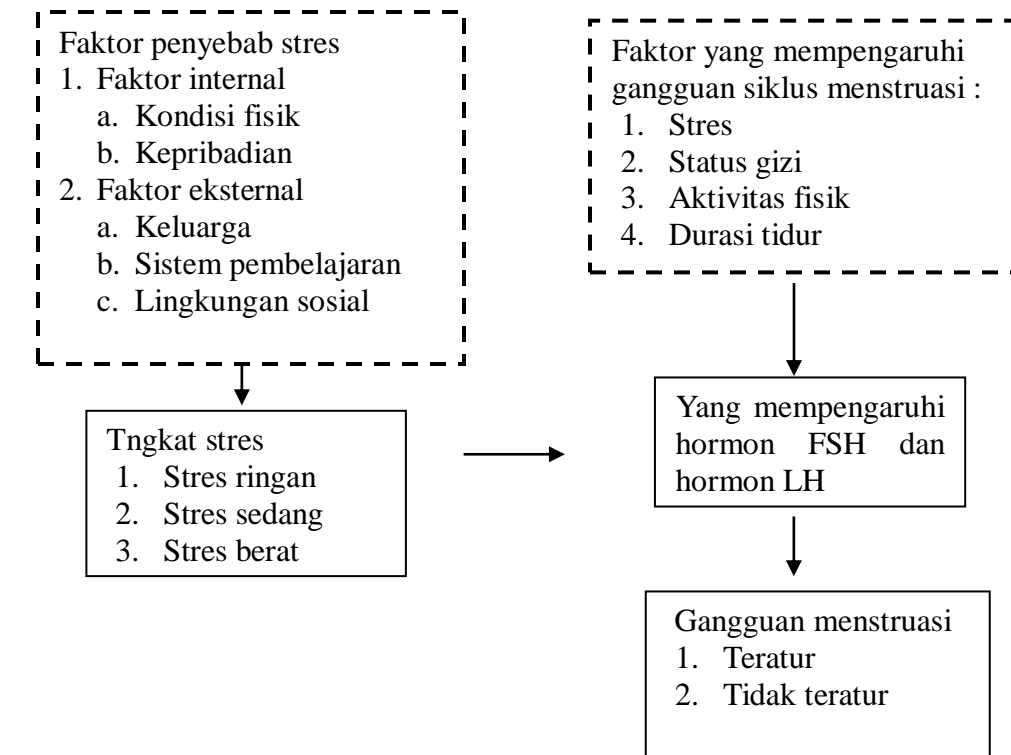 Faktor penyebab stres
1. Faktor internal
a. Kondisi fisik
b. Kepribadian
2. Faktor eksternal
a. Keluarga
b. Sistem pembelajaran
c. Lingkungan sosial
Tngkat stres
1. Stres ringan
2. Stres sedang
3. Stres berat
Faktor yang mempengaruhi
gangguan siklus menstruasi :
1. Stres
2. Status gizi
3. Aktivitas fisik
4. Durasi tidur
Yang mempengaruhi
hormon FSH dan
hormon LH
Gangguan menstruasi
1. Teratur
2. Tidak teratur